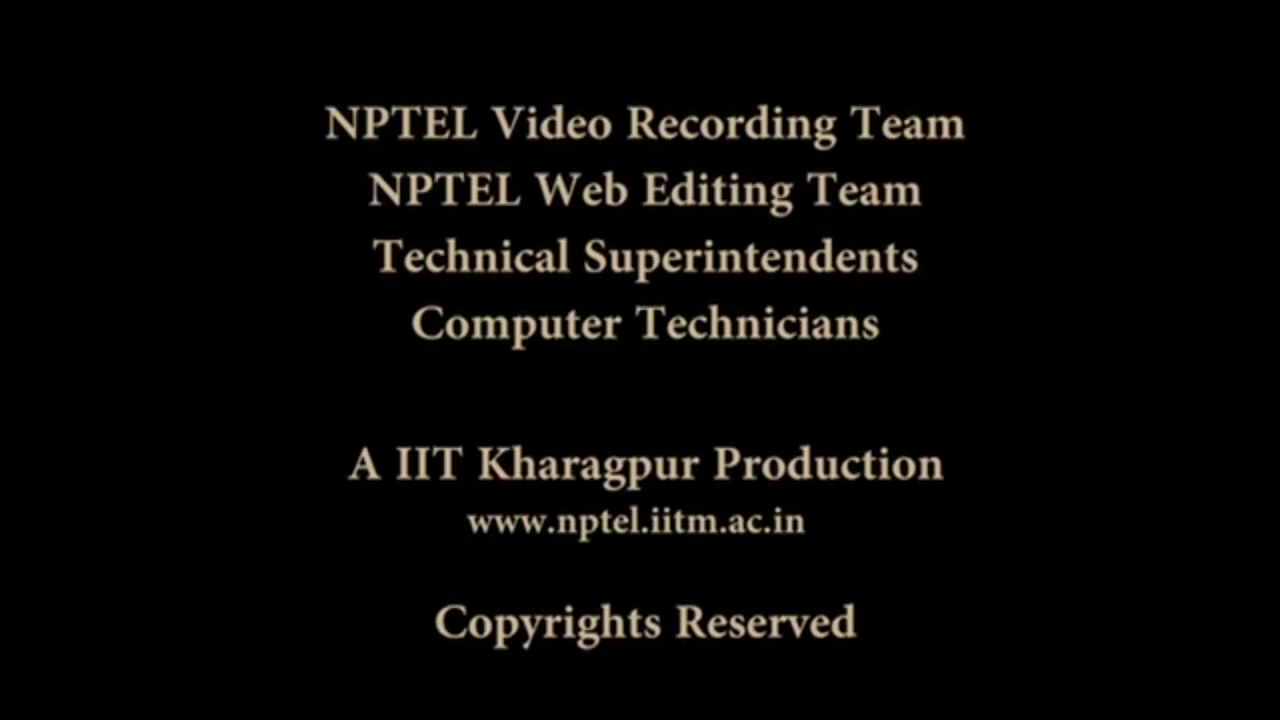 NPTEL Video Recording Team
NPTEL Web Editing Team
Technical Superintendents
Computer Technicians
A IIT Kharagpur Production
www.nptel.iitm.ac.in
Copyrights Reserved